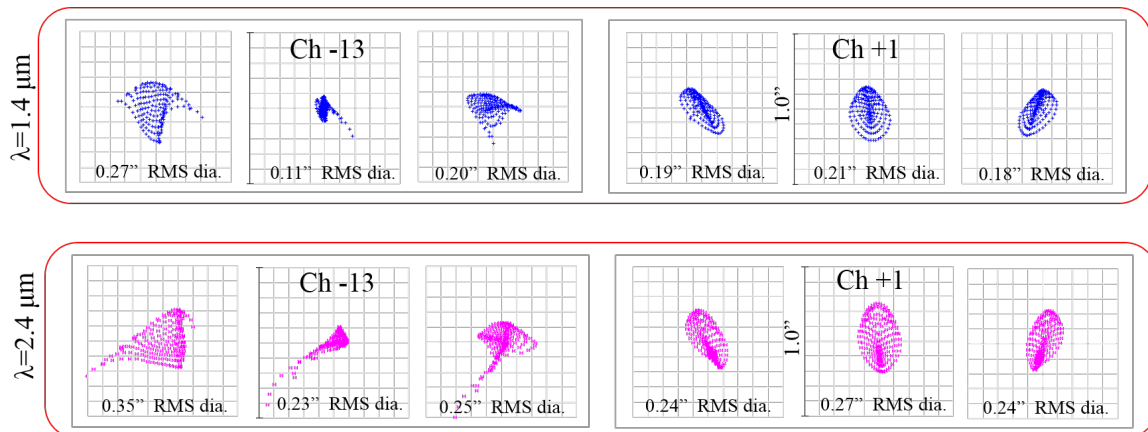 λ=1.4 μm
Ch -13
0.27” RMS dia.
0.11” RMS dia.
0.20” RMS dia.
Ch +1
1.0”
0.19” RMS dia.
0.21” RMS dia.
0.18” RMS dia.
λ=2.4 μm
Ch -13
0.35” RMS dia.
0.23” RMS dia.
0.25” RMS dia.
Ch +1
1.0”
0.24” RMS dia.
0.27” RMS dia.
0.24” RMS dia.